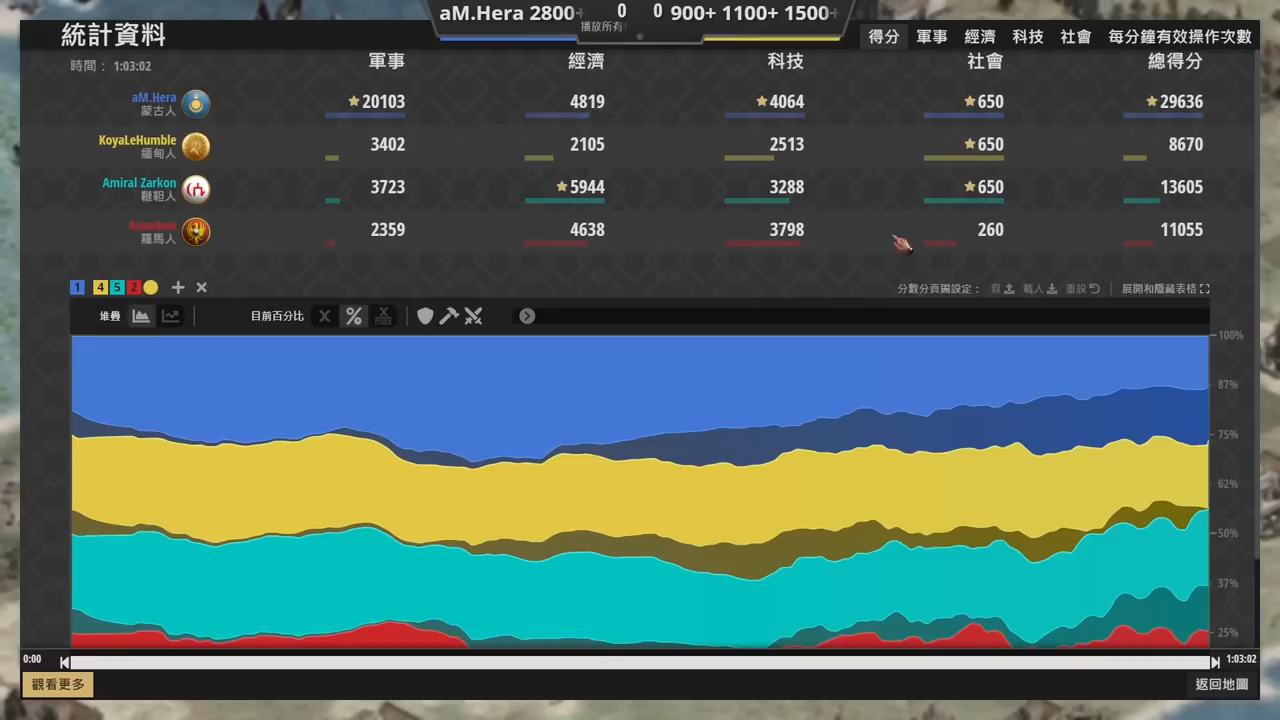 aM.Hera 2800+ 0 0 900+ 1100+ 1500+
播放所有
統計資料
得分 軍事 經濟 科技 社會 每分鐘有效操作次數
時間： 1:03:02
軍事 經濟 科技 社會 總得分
aM.Hera
蒙古人
20103 4819 4064 650 29636
KoyaLeHumble
緬甸人
3402 2105 2513 650 8670
Amiral Zarkon
韃靼人
3723 5944 3288 650 13605
羅馬人
2359 4638 3798 260 11055
1 4 5 2
分數分頁圖設定： 載入 重設 展開和隱藏表格
堆疊 目前百分比 X % X max
100%
87%
75%
62%
50%
37%
25%
0:00 1:03:02
觀看更多 返回地圖